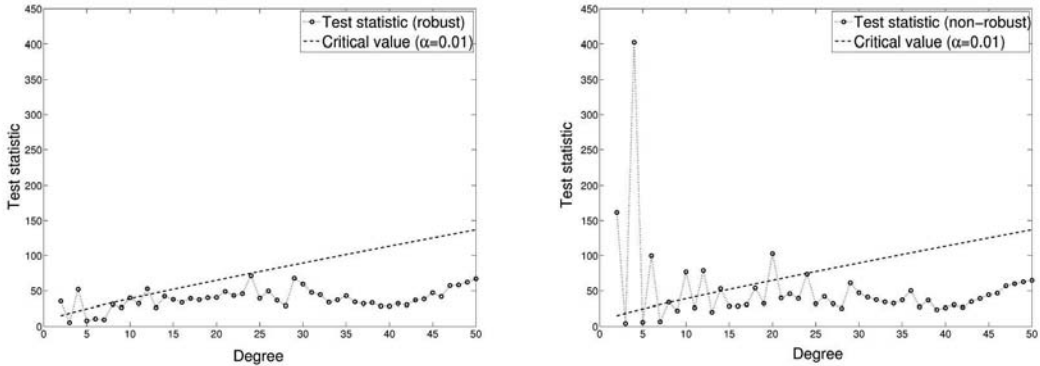 450
400
350
300
250
200
150
100
50
0
Test statistic
Test statistic (robust)
Critical value (α=0.01)
0 5 10 15 20 25 30 35 40 45 50
Degree
450
400
350
300
250
200
150
100
50
0
Test statistic
Test statistic (non-robust)
Critical value (α=0.01)
0 5 10 15 20 25 30 35 40 45 50
Degree